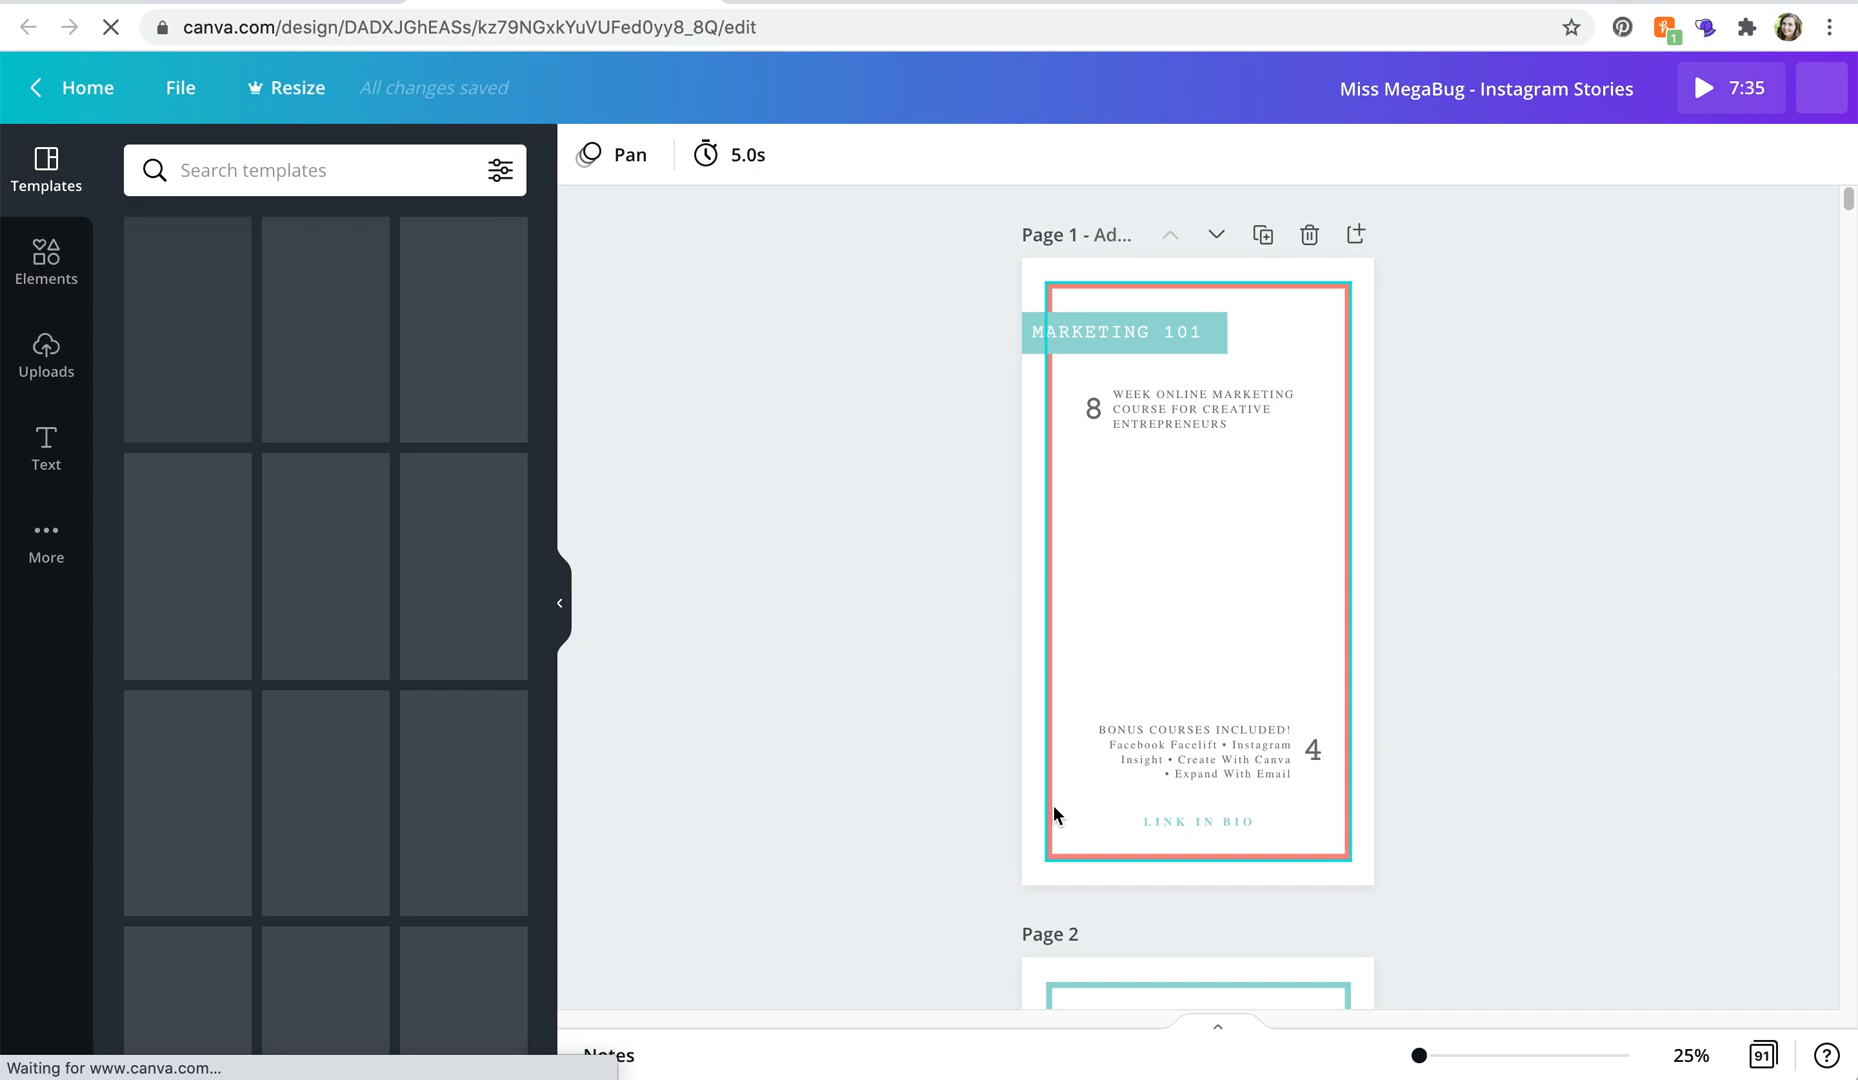 canva.com/design/DADXJGhEASs/kz79NGxkYuVUFed0yy8_8Q/edit
1
Home File Resize All changes saved Miss MegaBug - Instagram Stories 7:35
Templates
Elements
Uploads
Text
More
Search templates
Pan 5.0s
Page 1 - Ad...
MARKETING 101
8 WEEK ONLINE MARKETING
COURSE FOR CREATIVE
ENTREPRENEURS
BONUS COURSES INCLUDED!
Facebook Facelift • Instagram
Insight • Create With Canva
• Expand With Email
4
LINK IN BIO
Page 2
Notes 25% 91 ?
Waiting for www.canva.com...